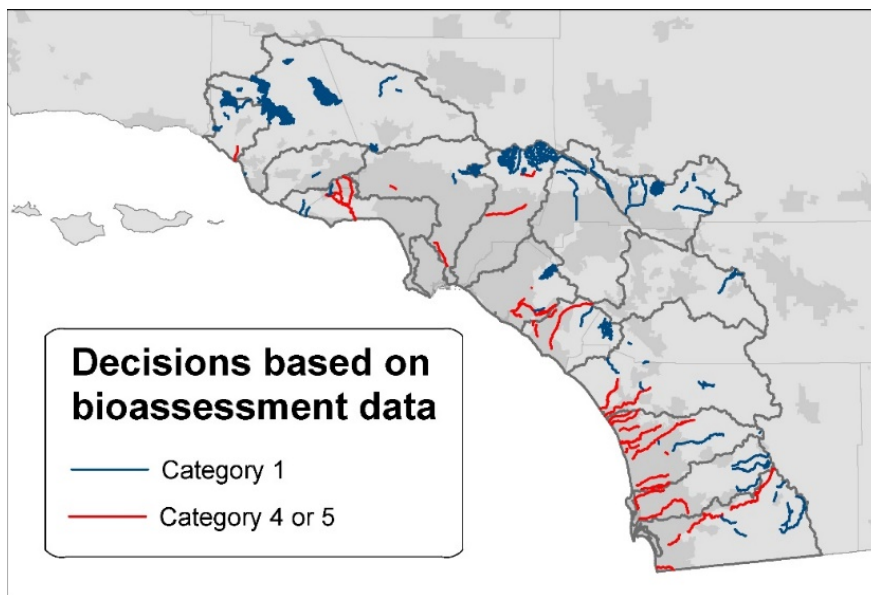 Decisions based on
bioassessment data
Category 1
Category 4 or 5